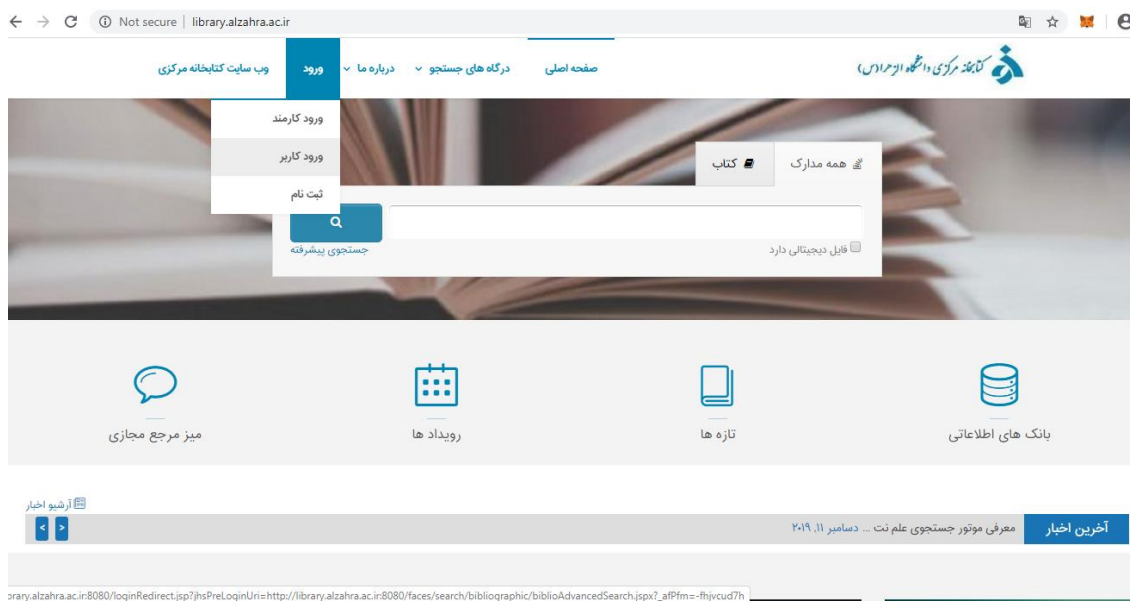 Not secure | library.alzahra.ac.ir
کتابخانه مرکزی دانشگاه الزهرا(س)
صفحه اصلی
درگاه های جستجو
درباره ما
ورود
وب سایت کتابخانه مرکزی
ورود کارمند
ورود کاربر
ثبت نام
همه مدارک
کتاب
فایل دیجیتالی دارد
جستجوی پیشرفته
بانک های اطلاعاتی
تازه ها
رویداد ها
میز مرجع مجازی
آرشیو اخبار
آخرین اخبار
معرفی موتور جستجوی علم نت ... دسامبر ۱۱, ۲۰۱۹
< >
orary.alzahra.ac.ir:8080/loginRedirect.jsp?jhsPreLoginUri=http://library.alzahra.ac.ir:8080/faces/search/bibliographic/biblioAdvancedSearch.jspx?_afPfm=-fhjvcud7h